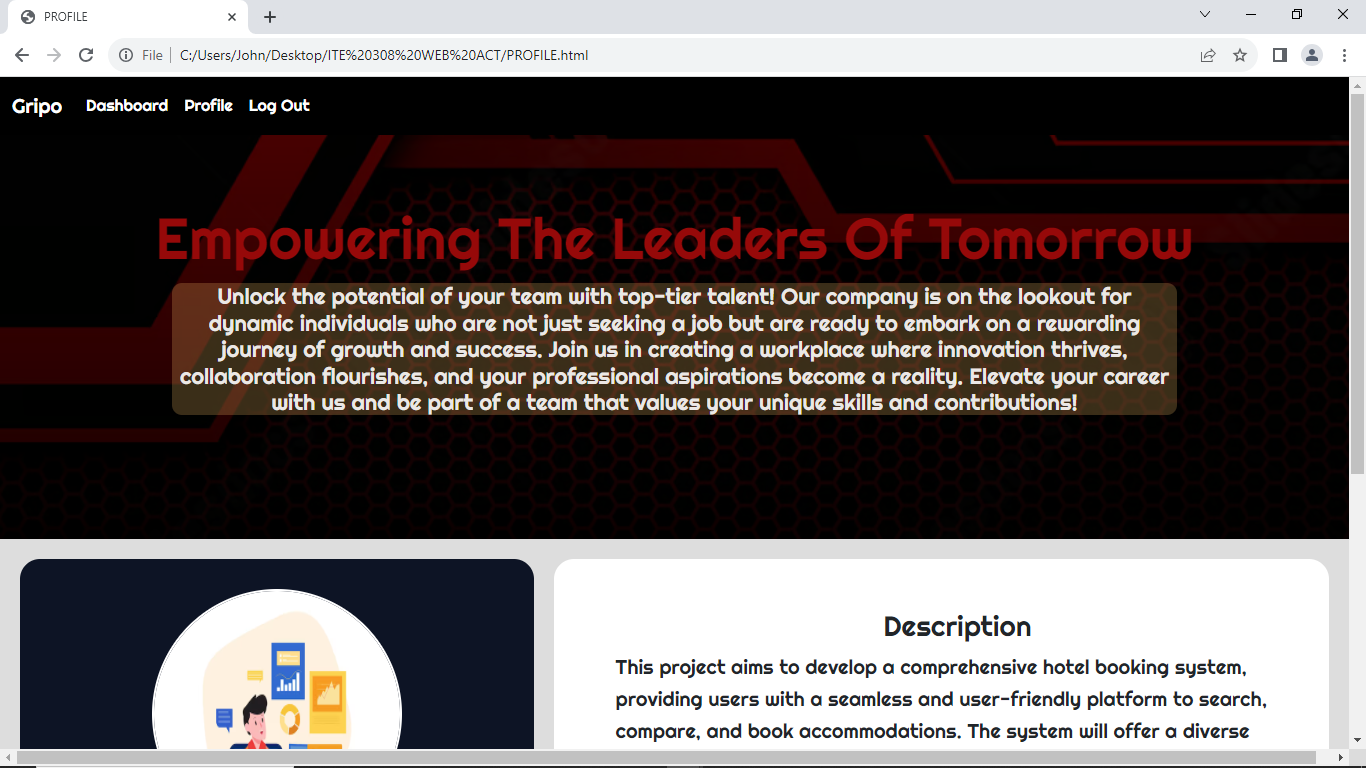 PROFILE
File
C:/Users/John/Desktop/ITE%20308%20WEB%20ACT/PROFILE.html
Gripo Dashboard Profile Log Out
Empowering The Leaders Of Tomorrow
Unlock the potential of your team with top-tier talent! Our company is on the lookout for
dynamic individuals who are not just seeking a job but are ready to embark on a rewarding
journey of growth and success. Join us in creating a workplace where innovation thrives,
collaboration flourishes, and your professional aspirations become a reality. Elevate your career
with us and be part of a team that values your unique skills and contributions!
Description
This project aims to develop a comprehensive hotel booking system,
providing users with a seamless and user-friendly platform to search,
compare, and book accommodations. The system will offer a diverse